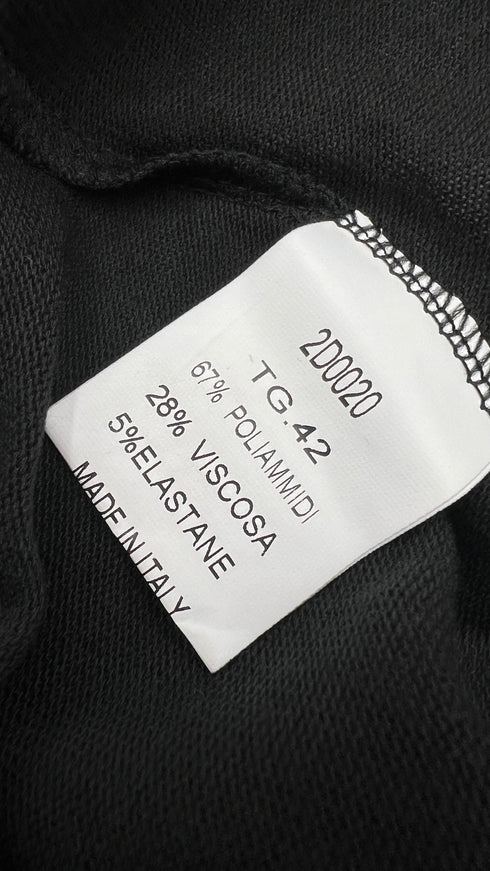 2D0020
TG.42
67% POLIAMMIDI
28% VISCOSA
5%ELASTANE
MADE IN ITALY